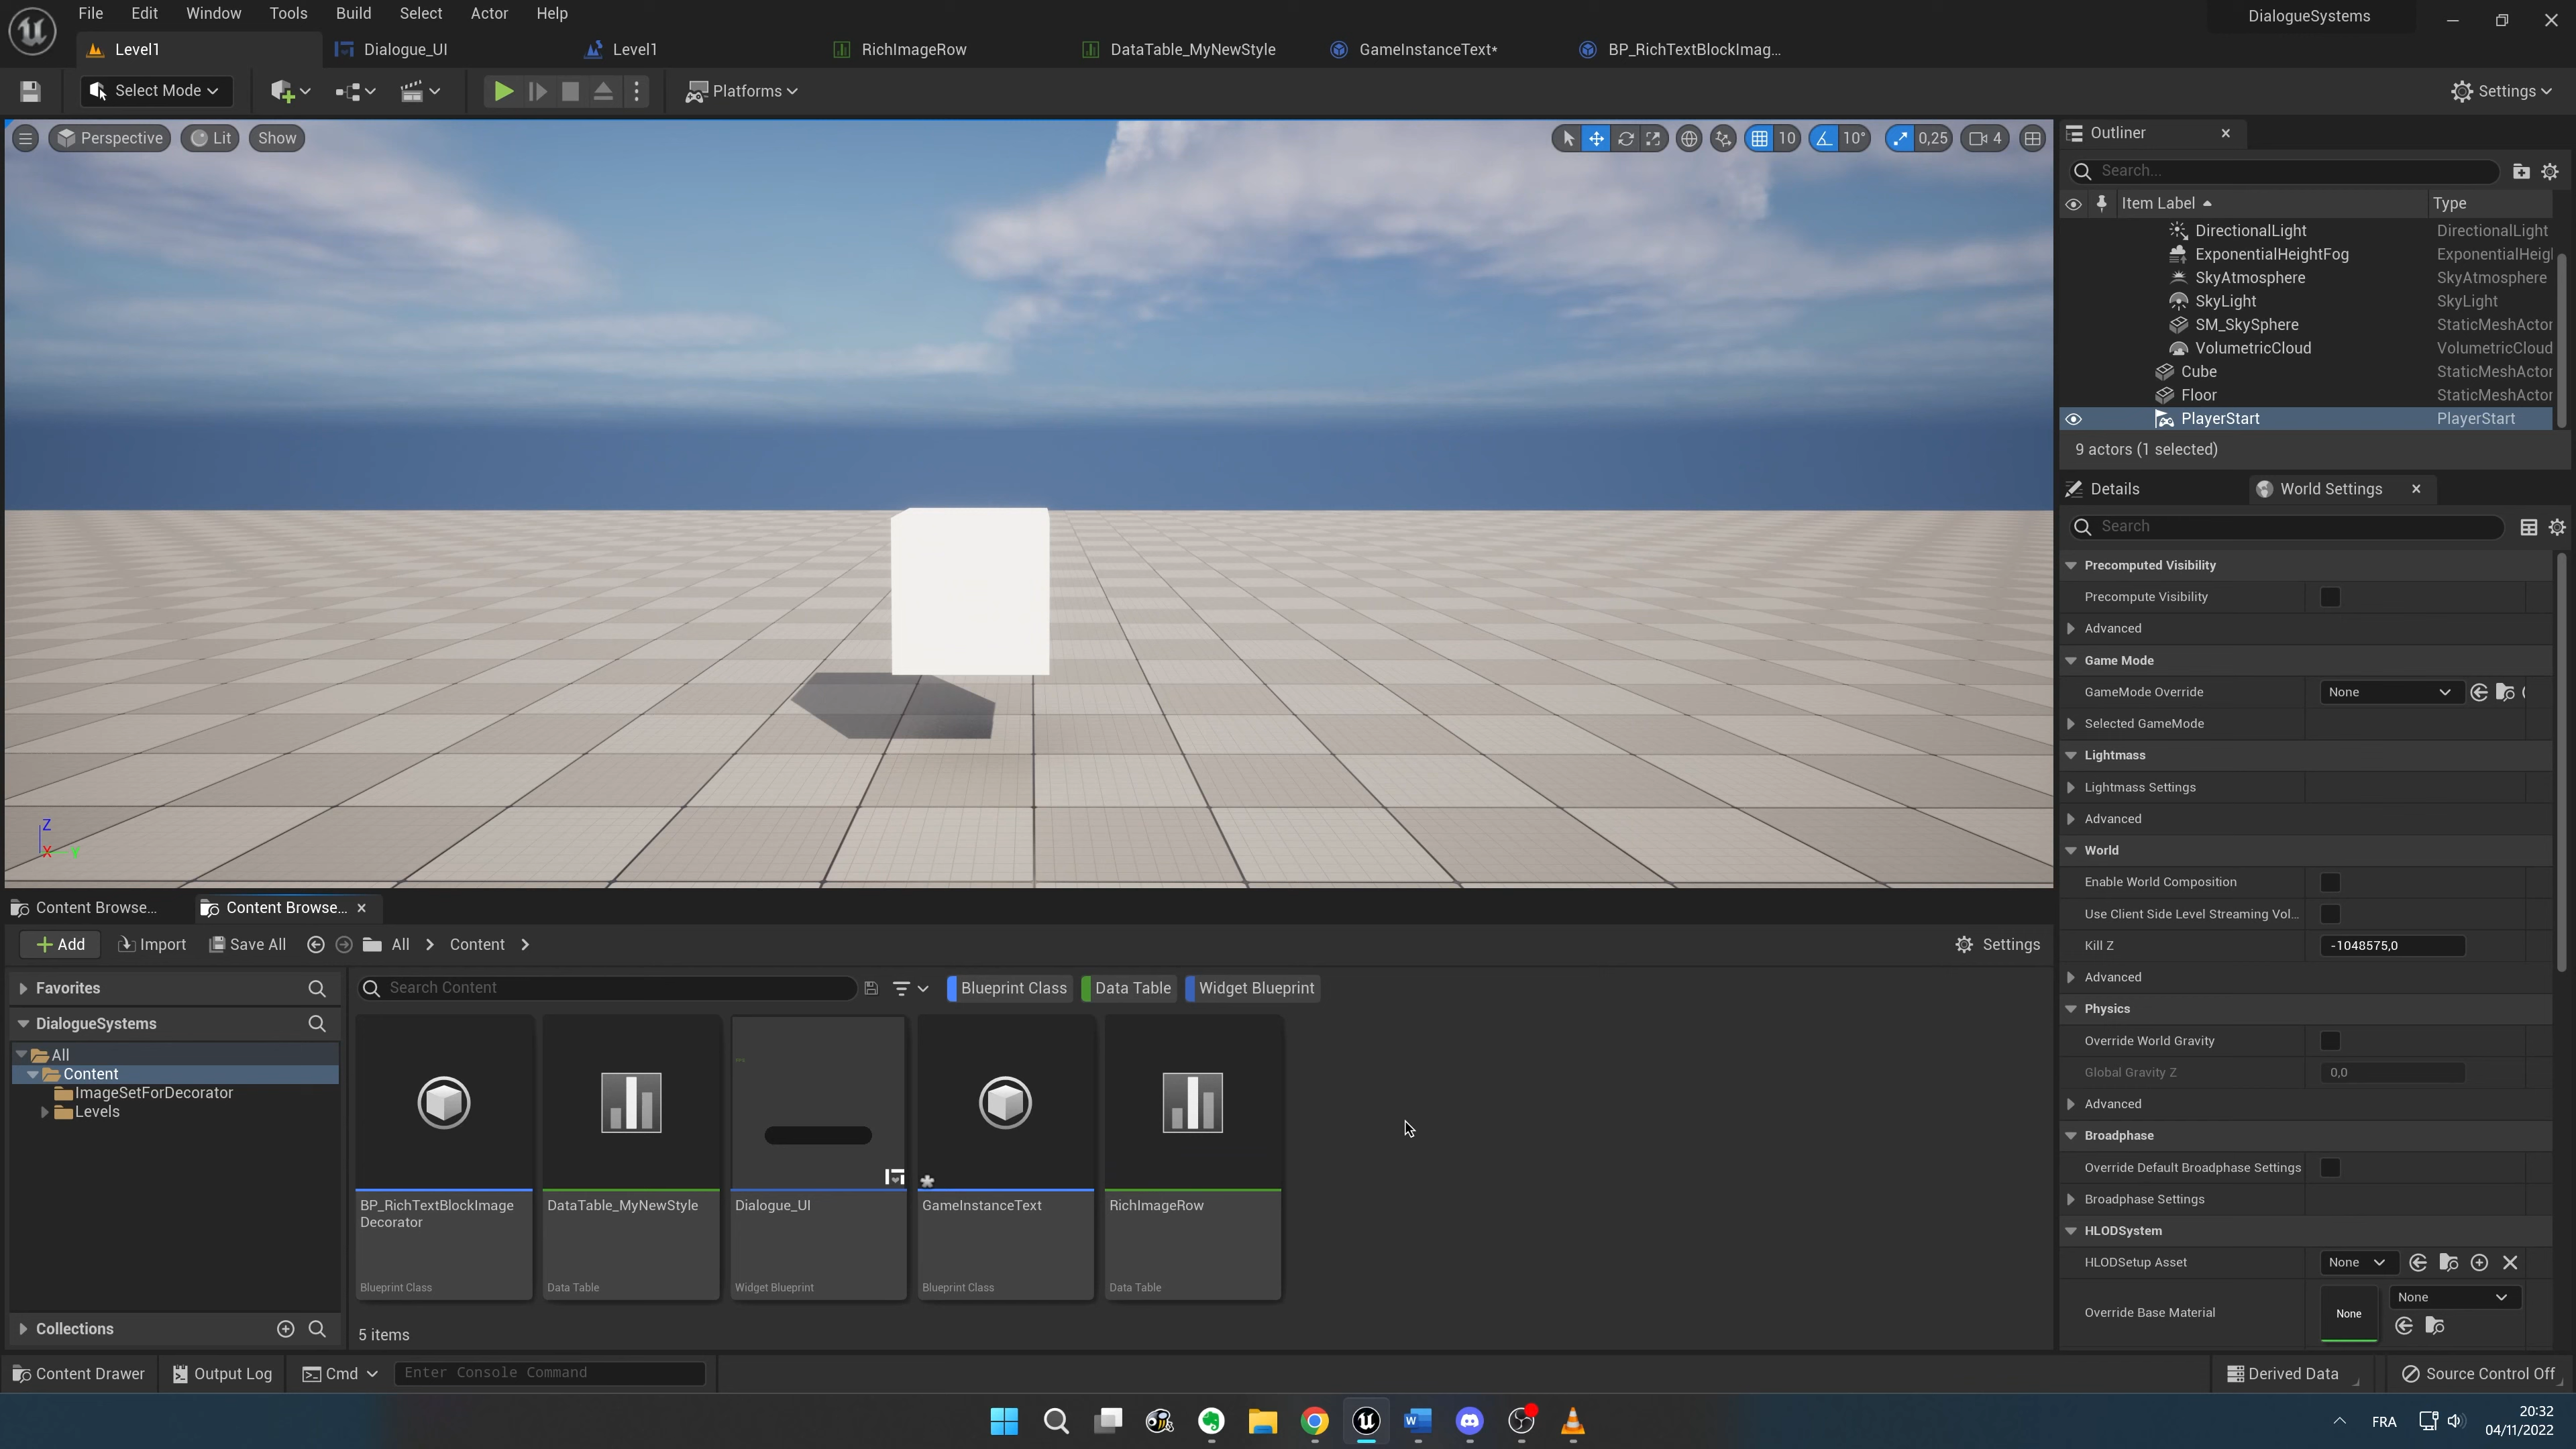 File Edit Window Tools Build Select Actor Help
DialogueSystems
Level1 Dialogue_UI Level1 RichImageRow DataTable_MyNewStyle GameInstanceText* BP_RichTextBlockImag...
Select Mode Platforms Settings
Perspective Lit Show 10 10° 0,25 4
Outliner
Search...
Item Label Type
DirectionalLight DirectionalLight
ExponentialHeightFog ExponentialHeigl
SkyAtmosphere SkyAtmosphere
SkyLight SkyLight
SM_SkySphere StaticMeshActor
VolumetricCloud VolumetricCloud
Cube StaticMeshActor
Floor StaticMeshActor
PlayerStart PlayerStart
9 actors (1 selected)
Details World Settings
Search
Precomputed Visibility
Precompute Visibility
Advanced
Game Mode
GameMode Override None
Selected GameMode
Lightmass
Lightmass Settings
Advanced
World
Enable World Composition
Use Client Side Level Streaming Vol...
Kill Z -1048575,0
Advanced
Physics
Override World Gravity
Global Gravity Z 0,0
Advanced
Broadphase
Override Default Broadphase Settings
Broadphase Settings
HLODSystem
HLODSetup Asset None
Override Base Material None None
Z
X Y
Content Browse... Content Browse...
Add Import Save All All Content Settings
Favorites
DialogueSystems
All
Content
ImageSetForDecorator
Levels
Collections
Search Content Blueprint Class Data Table Widget Blueprint
BP_RichTextBlockImage
Decorator
Blueprint Class
DataTable_MyNewStyle
Data Table
Dialogue_UI
Widget Blueprint
GameInstanceText
Blueprint Class
RichImageRow
Data Table
5 items
Content Drawer Output Log Cmd Enter Console Command Derived Data Source Control Off
FRA
20:32
04/11/2022